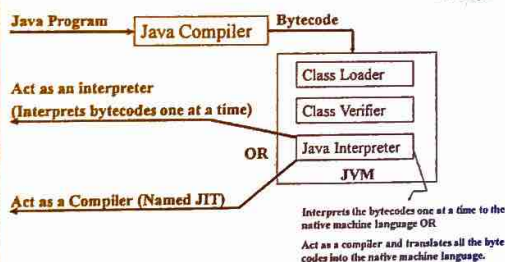 Java Program
Java Compiler
Bytecode
Class Loader
Class Verifier
Java Interpreter
JVM
Act as an interpreter
(Interprets bytecodes one at a time)
OR
Act as a Compiler (Named JIT)
Interprets the bytecodes one at a time to the
native machine language OR
Act as a compiler and translates all the byte
codes into the native machine language.